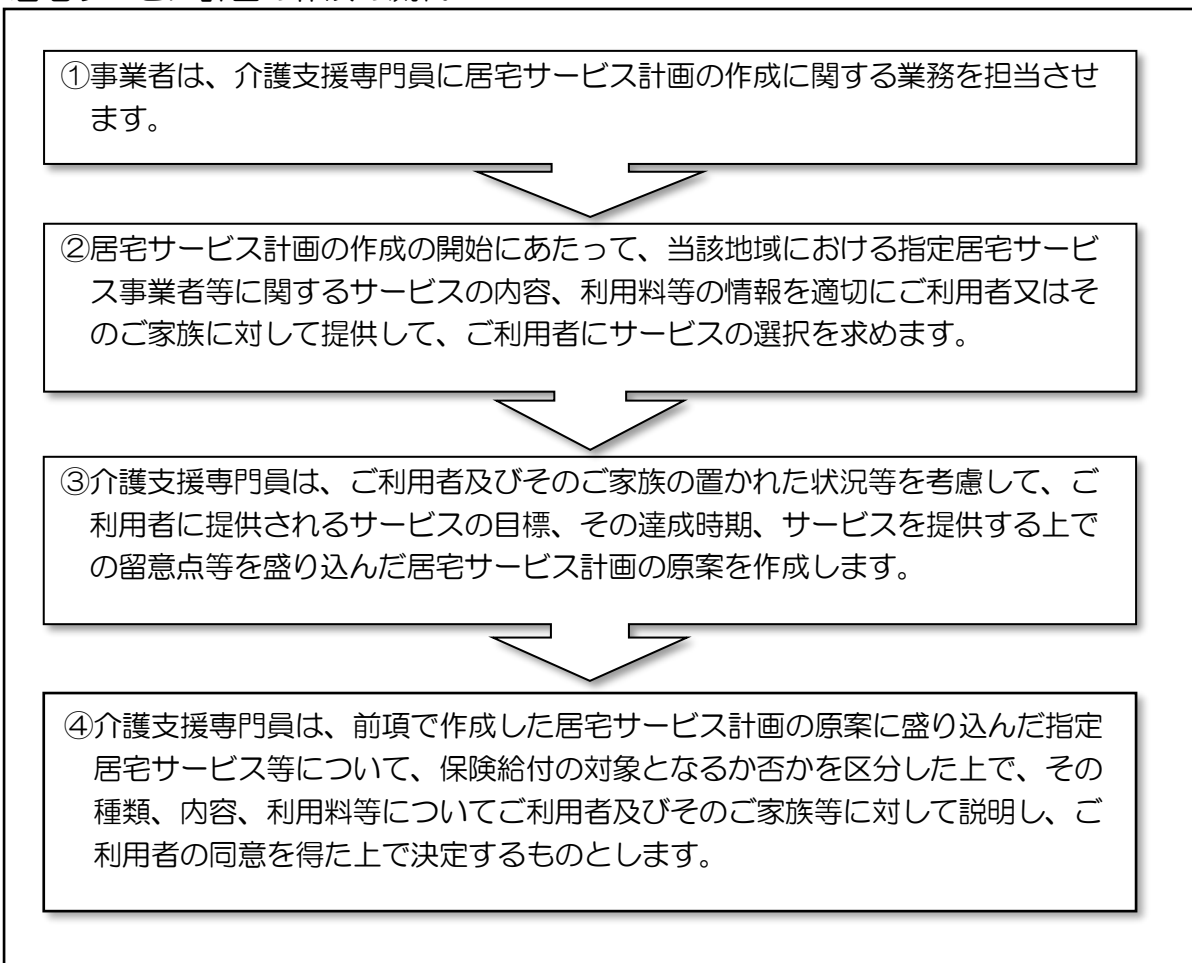 ①事業者は、介護支援専門員に居宅サービス計画の作成に関する業務を担当させ
ます。
②居宅サービス計画の作成の開始にあたって、当該地域における指定居宅サービ
ス事業者等に関するサービスの内容、利用料等の情報を適切にご利用者又はそ
のご家族に対して提供して、ご利用者にサービスの選択を求めます。
③介護支援専門員は、ご利用者及びそのご家族の置かれた状況等を考慮して、ご
利用者に提供されるサービスの目標、その達成時期、サービスを提供する上で
の留意点等を盛り込んだ居宅サービス計画の原案を作成します。
④介護支援専門員は、前項で作成した居宅サービス計画の原案に盛り込んだ指定
居宅サービス等について、保険給付の対象となるか否かを区分した上で、その
種類、内容、利用料等についてご利用者及びそのご家族等に対して説明し、ご
利用者の同意を得た上で決定するものとします。